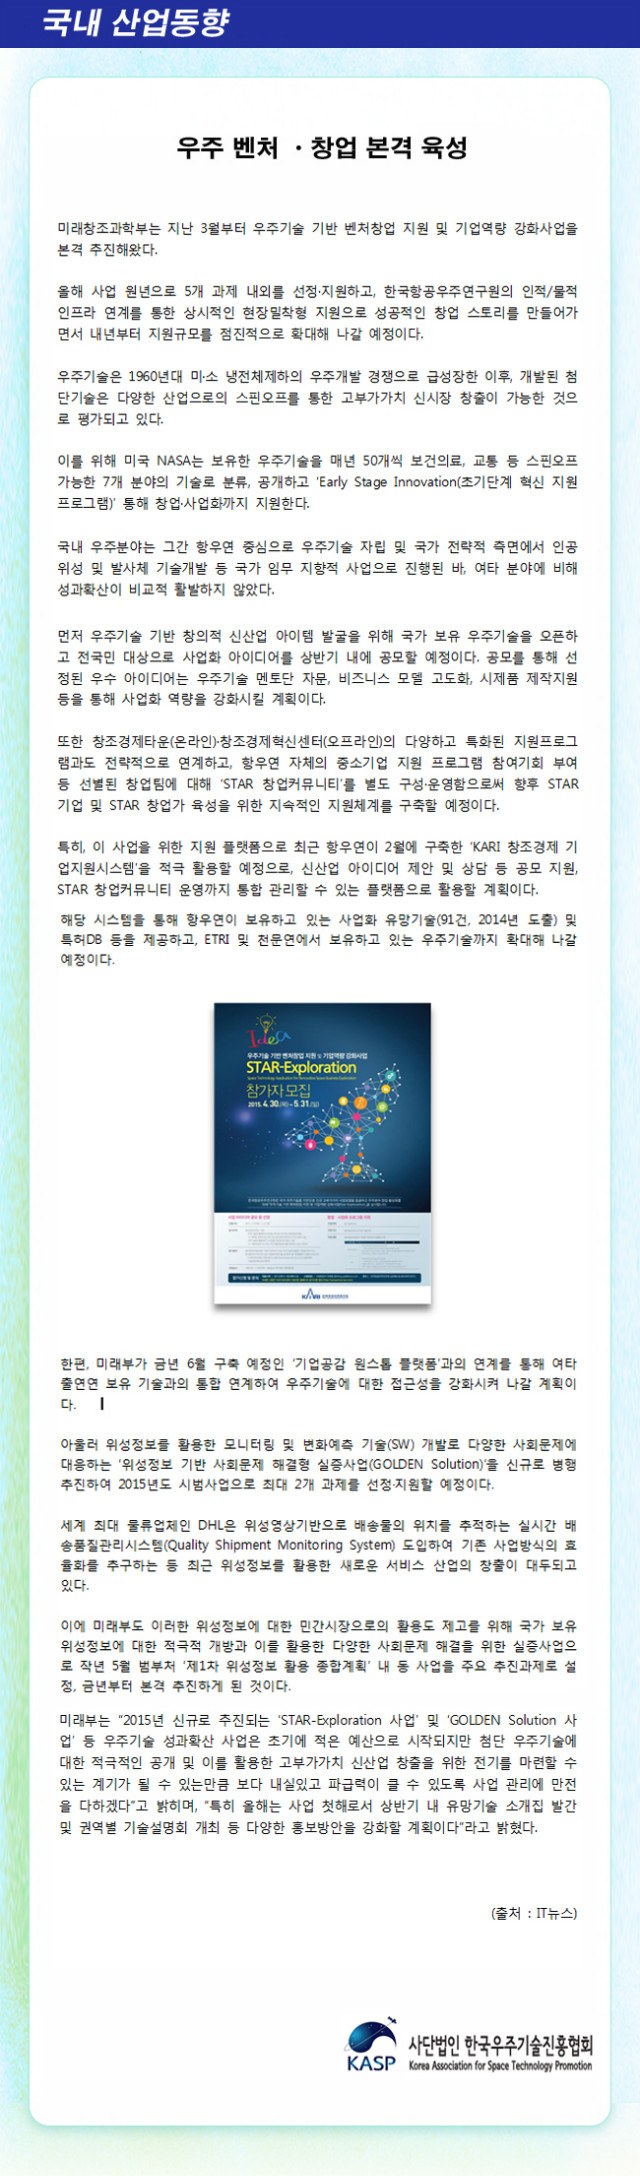 국내 산업동향
우주 벤처 · 창업 본격 육성
미래창조과학부는 지난 3월부터 우주기술 기반 벤처창업 지원 및 기업역량 강화사업을
본격 추진해왔다.
올해 사업 원년으로 5개 과제 내외를 선정·지원하고, 한국항공우주연구원의 인적/물적
인프라 연계를 통한 상시적인 현장밀착형 지원으로 성공적인 창업 스토리를 만들어가
면서 내년부터 지원규모를 점진적으로 확대해 나갈 예정이다.
우주기술은 1960년대 미·소 냉전체제하의 우주개발 경쟁으로 급성장한 이후, 개발된 첨
단기술은 다양한 산업으로의 스핀오프를 통한 고부가가치 신시장 창출이 가능한 것으
로 평가되고 있다.
이를 위해 미국 NASA는 보유한 우주기술을 매년 50개씩 보건의료, 교통 등 스핀오프
가능한 7개 분야의 기술로 분류, 공개하고 ‘Early Stage Innovation(초기단계 혁신 지원
프로그램)’ 통해 창업·사업화까지 지원한다.
국내 우주분야는 그간 항우연 중심으로 우주기술 자립 및 국가 전략적 측면에서 인공
위성 및 발사체 기술개발 등 국가 임무 지향적 사업으로 진행된 바, 여타 분야에 비해
성과확산이 비교적 활발하지 않았다.
먼저 우주기술 기반 창의적 신산업 아이템 발굴을 위해 국가 보유 우주기술을 오픈하
고 전국민 대상으로 사업화 아이디어를 상반기 내에 공모할 예정이다. 공모를 통해 선
정된 우수 아이디어는 우주기술 멘토단 자문, 비즈니스 모델 고도화, 시제품 제작지원
등을 통해 사업화 역량을 강화시킬 계획이다.
또한 창조경제타운(온라인)·창조경제혁신센터(오프라인)의 다양하고 특화된 지원프로그
램과도 전략적으로 연계하고, 항우연 자체의 중소기업 지원 프로그램 참여기회 부여
등 선별된 창업팀에 대해 ‘STAR 창업커뮤니티’를 별도 구성·운영함으로써 향후 STAR
기업 및 STAR 창업가 육성을 위한 지속적인 지원체계를 구축할 예정이다.
특히, 이 사업을 위한 지원 플랫폼으로 최근 항우연이 2월에 구축한 ‘KARI 창조경제 기
업지원시스템’을 적극 활용할 예정으로, 신산업 아이디어 제안 및 상담 등 공모 지원,
STAR 창업커뮤니티 운영까지 통합 관리할 수 있는 플랫폼으로 활용할 계획이다.
해당 시스템을 통해 항우연이 보유하고 있는 사업화 유망기술(91건, 2014년 도출) 및
특허DB 등을 제공하고, ETRI 및 천문연에서 보유하고 있는 우주기술까지 확대해 나갈
예정이다.
Idea
우주기술 기반 벤처창업 지원 및 기업역량 강화사업
STAR-Exploration
참가자 모집
2015. 4. 30.(목) ~ 5. 31.(일)
KARI
한편, 미래부가 금년 6월 구축 예정인 ‘기업공감 원스톱 플랫폼’과의 연계를 통해 여타
출연연 보유 기술과의 통합 연계하여 우주기술에 대한 접근성을 강화시켜 나갈 계획이
다.
아울러 위성정보를 활용한 모니터링 및 변화예측 기술(SW) 개발로 다양한 사회문제에
대응하는 ‘위성정보 기반 사회문제 해결형 실증사업(GOLDEN Solution)’을 신규로 병행
추진하여 2015년도 시범사업으로 최대 2개 과제를 선정·지원할 예정이다.
세계 최대 물류업체인 DHL은 위성영상기반으로 배송물의 위치를 추적하는 실시간 배
송품질관리시스템(Quality Shipment Monitoring System) 도입하여 기존 사업방식의 효
율화를 추구하는 등 최근 위성정보를 활용한 새로운 서비스 산업의 창출이 대두되고
있다.
이에 미래부도 이러한 위성정보에 대한 민간시장으로의 활용도 제고를 위해 국가 보유
위성정보에 대한 적극적 개방과 이를 활용한 다양한 사회문제 해결을 위한 실증사업으
로 작년 5월 범부처 ‘제1차 위성정보 활용 종합계획’ 내 동 사업을 주요 추진과제로 설
정, 금년부터 본격 추진하게 된 것이다.
미래부는 “2015년 신규로 추진되는 ‘STAR-Exploration 사업’ 및 ‘GOLDEN Solution 사
업’ 등 우주기술 성과확산 사업은 초기에 적은 예산으로 시작되지만 첨단 우주기술에
대한 적극적인 공개 및 이를 활용한 고부가가치 신산업 창출을 위한 전기를 마련할 수
있는 계기가 될 수 있는만큼 보다 내실있고 파급력이 클 수 있도록 사업 관리에 만전
을 다하겠다”고 밝히며, “특히 올해는 사업 첫해로서 상반기 내 유망기술 소개집 발간
및 권역별 기술설명회 개최 등 다양한 홍보방안을 강화할 계획이다”라고 밝혔다.
(출처 : IT뉴스)
KASP
사단법인 한국우주기술진흥협회
Korea Association for Space Technology Promotion